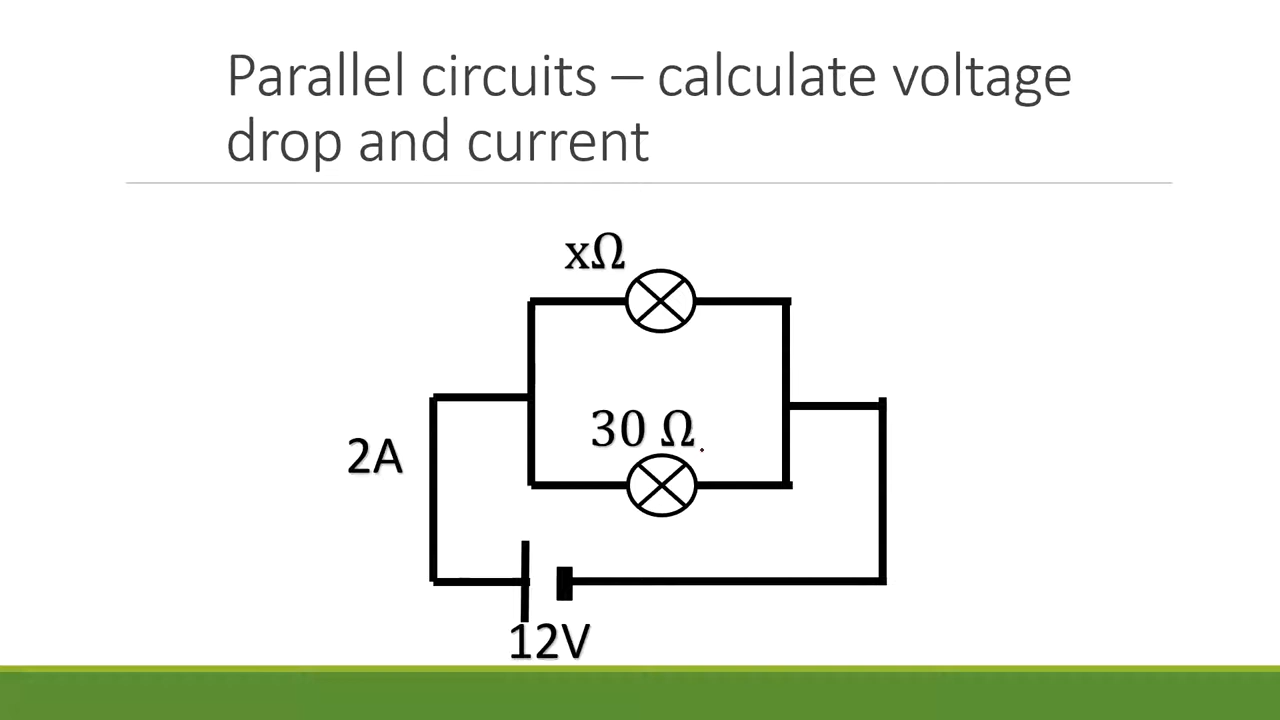 Parallel circuits – calculate voltage
drop and current
xΩ
30 Ω
2A
12V